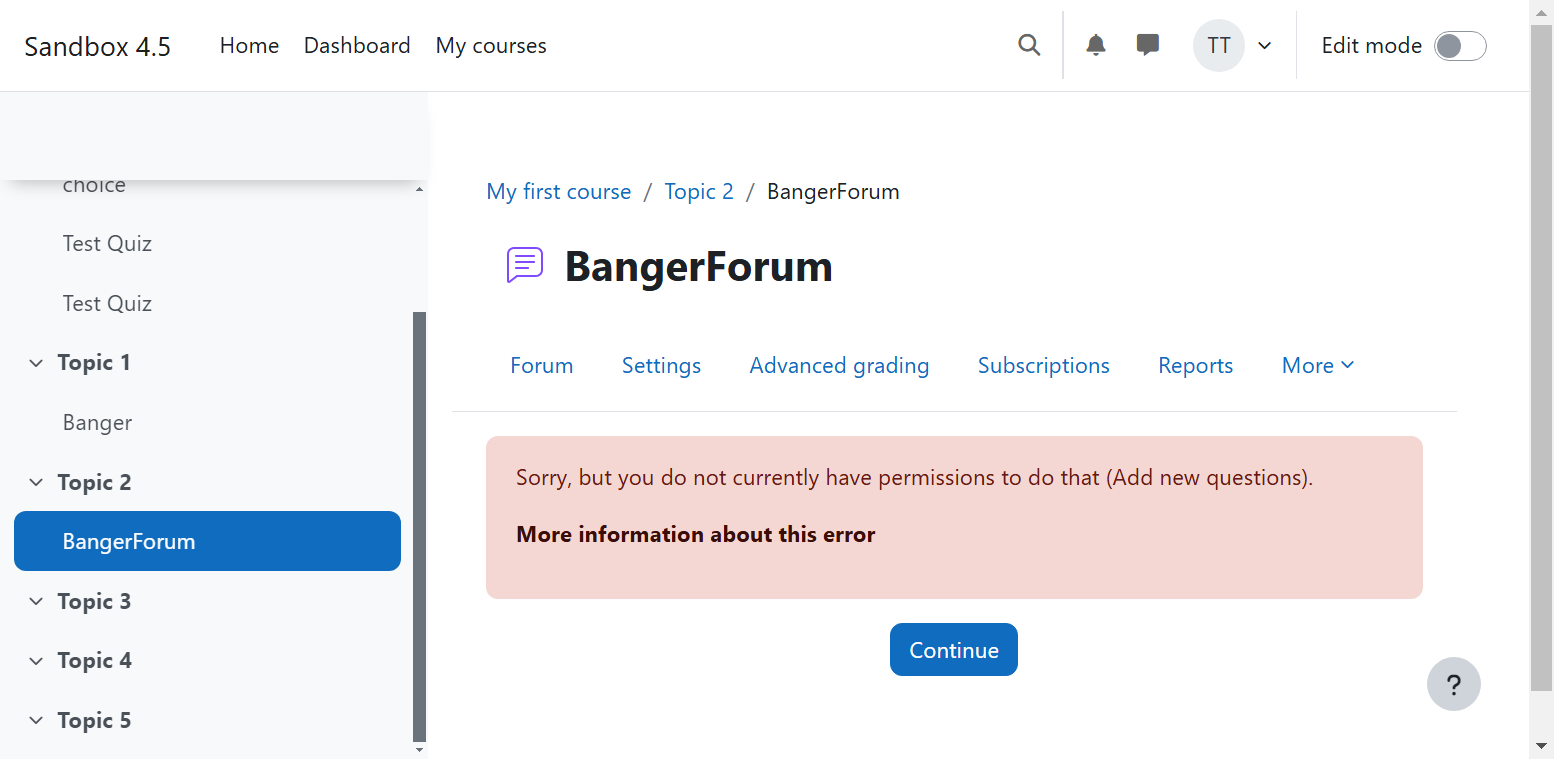 Sandbox 4.5 Home Dashboard My courses TT Edit mode
choice
Test Quiz
Test Quiz
Topic 1
Banger
Topic 2
BangerForum
Topic 3
Topic 4
Topic 5
My first course / Topic 2 / BangerForum
BangerForum
Forum Settings Advanced grading Subscriptions Reports More
Sorry, but you do not currently have permissions to do that (Add new questions).
More information about this error
Continue
?